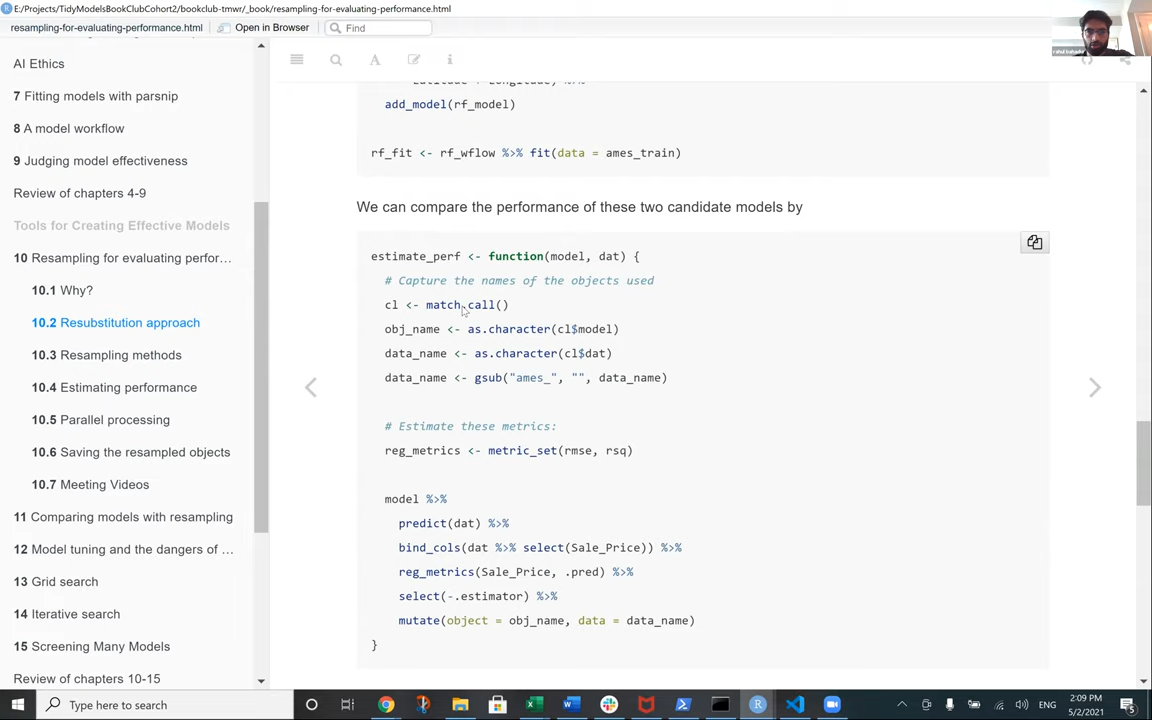 E:/Projects/TidyModelsBookClubCohort2/bookclub-tmwr/_book/resampling-for-evaluating-performance.html
resampling-for-evaluating-performance.html
Open in Browser
Find
AI Ethics
7 Fitting models with parsnip
8 A model workflow
9 Judging model effectiveness
Review of chapters 4-9
Tools for Creating Effective Models
10 Resampling for evaluating perfor...
10.1 Why?
10.2 Resubstitution approach
10.3 Resampling methods
10.4 Estimating performance
10.5 Parallel processing
10.6 Saving the resampled objects
10.7 Meeting Videos
11 Comparing models with resampling
12 Model tuning and the dangers of ...
13 Grid search
14 Iterative search
15 Screening Many Models
Review of chapters 10-15
add_model(rf_model)
rf_fit <- rf_wflow %>% fit(data = ames_train)
We can compare the performance of these two candidate models by
estimate_perf <- function(model, dat) {
# Capture the names of the objects used
cl <- match.call()
obj_name <- as.character(cl$model)
data_name <- as.character(cl$dat)
data_name <- gsub("ames_", "", data_name)
# Estimate these metrics:
reg_metrics <- metric_set(rmse, rsq)
model %>%
predict(dat) %>%
bind_cols(dat %>% select(Sale_Price)) %>%
reg_metrics(Sale_Price, .pred) %>%
select(-.estimator) %>%
mutate(object = obj_name, data = data_name)
}
Type here to search
ENG
2:09 PM
5/2/2021
5